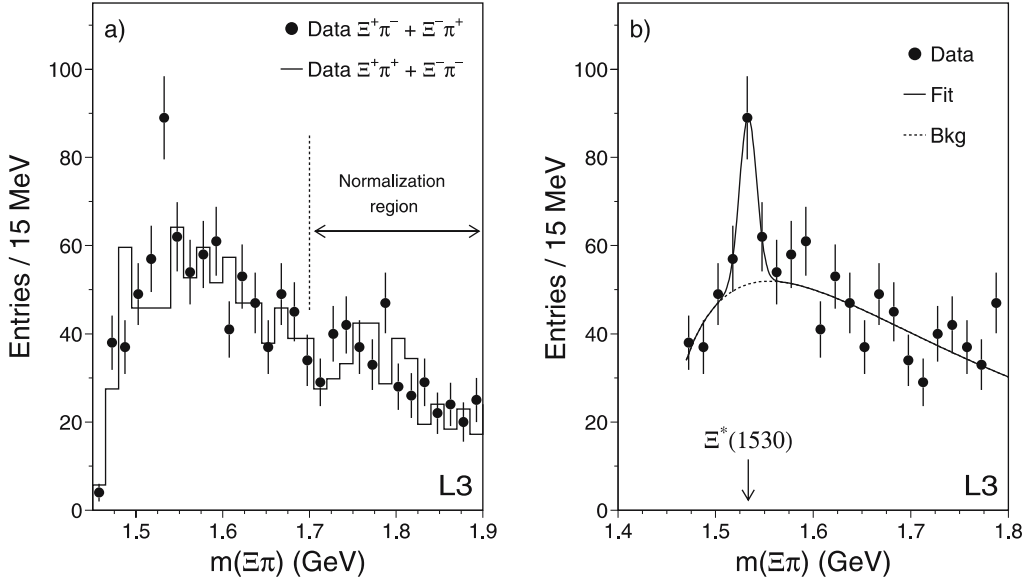 a)
Data Ξ⁺π⁻ + Ξ⁻π⁺
Data Ξ⁺π⁺ + Ξ⁻π⁻
Normalization
region
L3
Entries / 15 MeV
100
80
60
40
20
0
1.5 1.6 1.7 1.8 1.9
m(Ξπ) (GeV)
b)
Data
Fit
Bkg
Ξ*(1530)
L3
Entries / 15 MeV
100
80
60
40
20
0
1.4 1.5 1.6 1.7 1.8
m(Ξπ) (GeV)